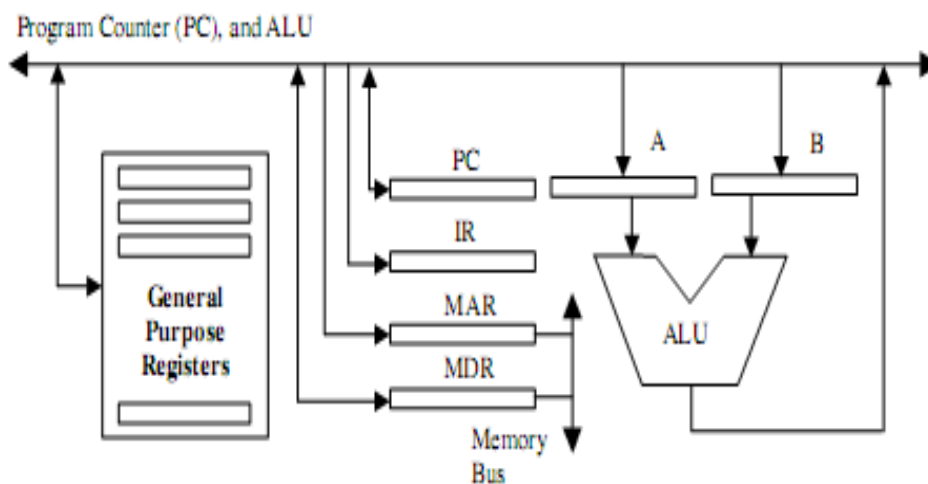 Program Counter (PC), and ALU
A
B
PC
IR
General
Purpose
Registers
MAR
ALU
MDR
Memory
Bus